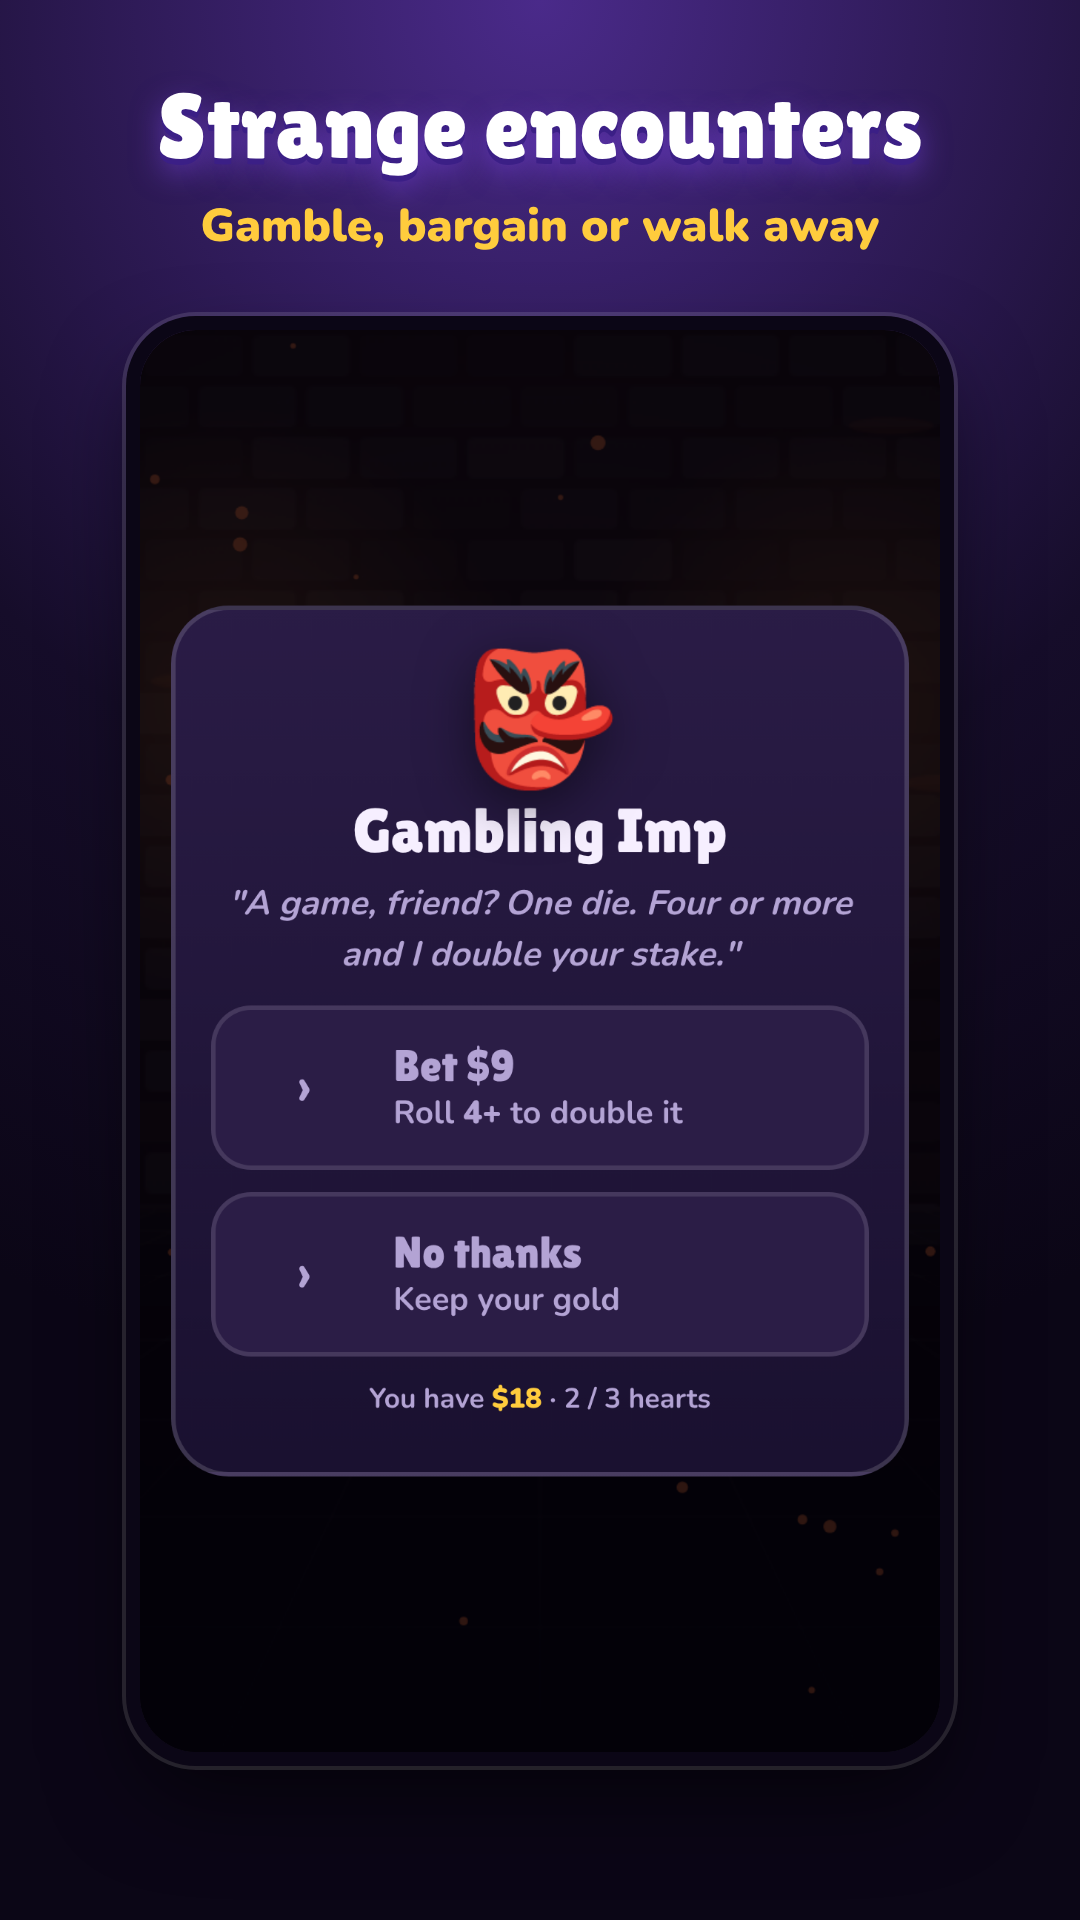 Strange encounters
Gamble, bargain or walk away
Gambling Imp
"A game, friend? One die. Four or more
and I double your stake."
› Bet $9
Roll 4+ to double it
› No thanks
Keep your gold
You have $18 · 2 / 3 hearts